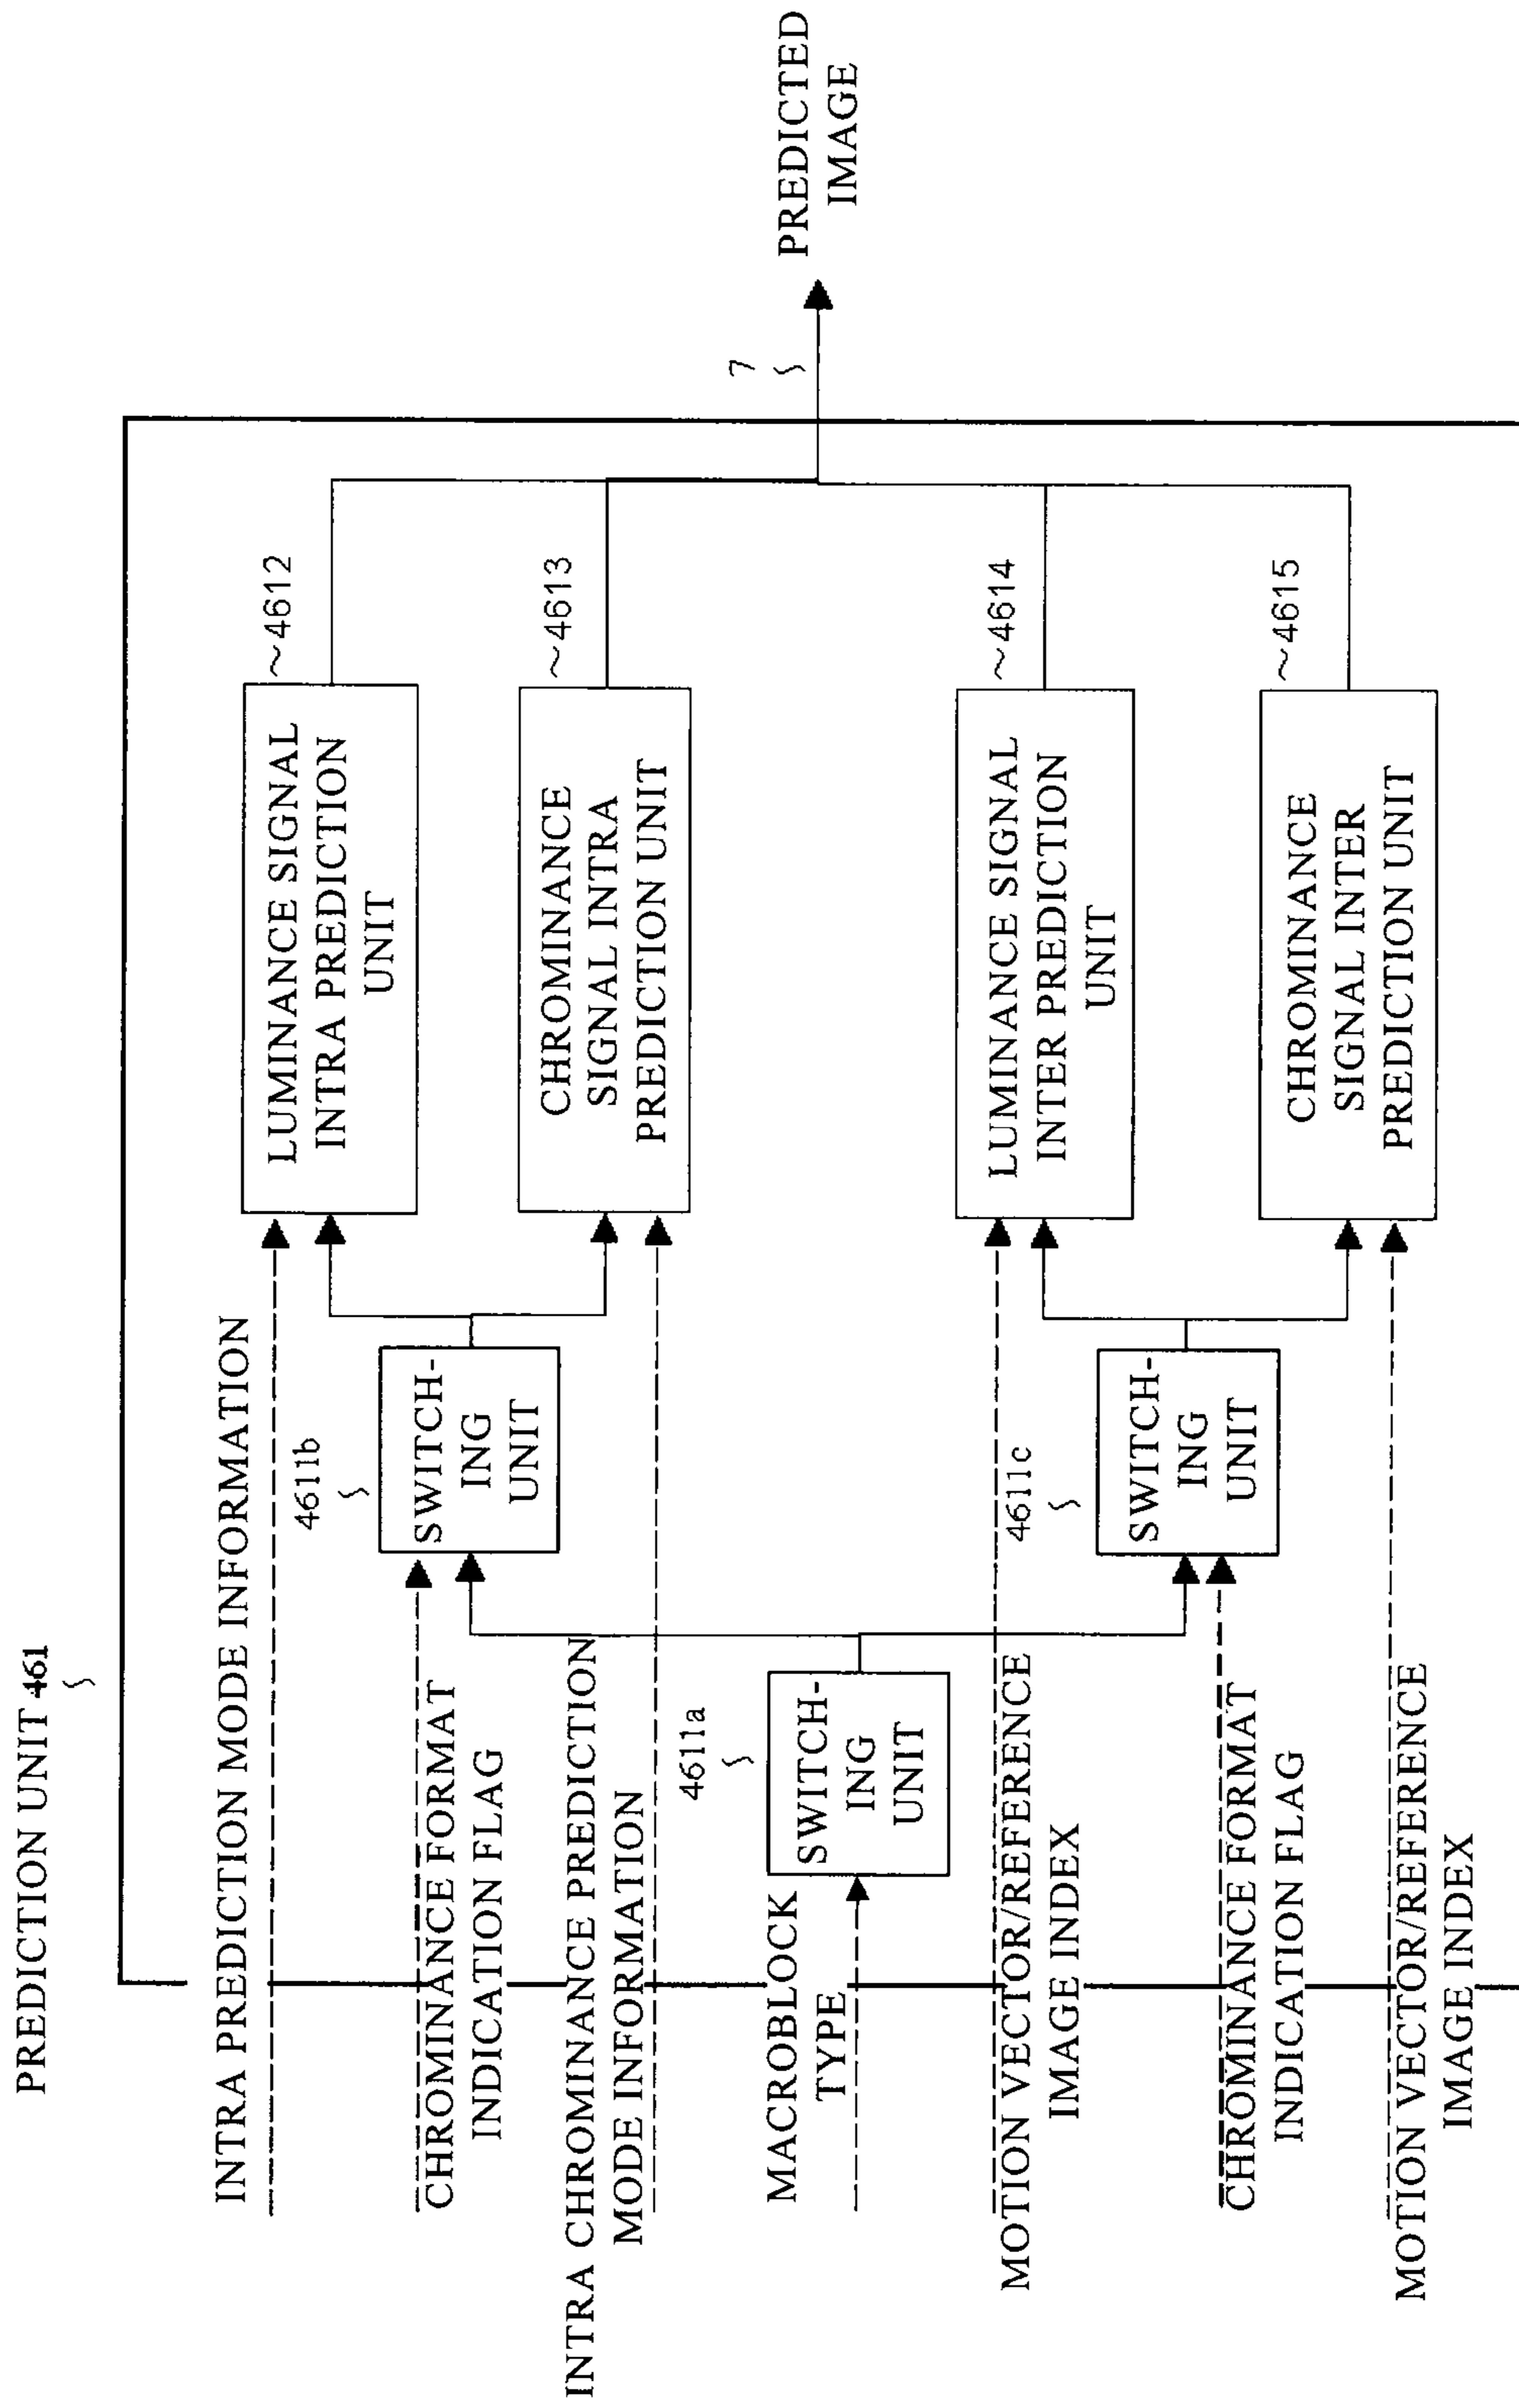 PREDICTION UNIT 461
INTRA PREDICTION MODE INFORMATION
CHROMINANCE FORMAT
INDICATION FLAG
INTRA CHROMINANCE PREDICTION
MODE INFORMATION
MACROBLOCK
TYPE
MOTION VECTOR/REFERENCE
IMAGE INDEX
CHROMINANCE FORMAT
INDICATION FLAG
MOTION VECTOR/REFERENCE
IMAGE INDEX
4611a
SWITCH-
ING
UNIT
4611b
SWITCH-
ING
UNIT
4611c
SWITCH-
ING
UNIT
LUMINANCE SIGNAL
INTRA PREDICTION
UNIT
~4612
CHROMINANCE
SIGNAL INTRA
PREDICTION UNIT
~4613
LUMINANCE SIGNAL
INTER PREDICTION
UNIT
~4614
CHROMINANCE
SIGNAL INTER
PREDICTION UNIT
~4615
7
PREDICTED
IMAGE